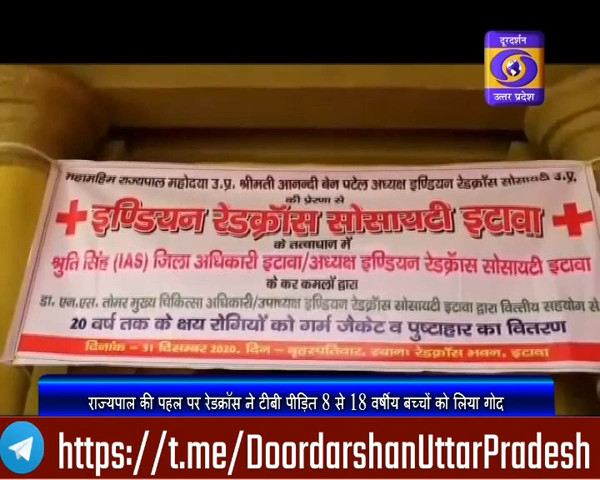 दूरदर्शन
उत्तर प्रदेश
महामहिम राज्यपाल महोदया उ.प्र. श्रीमती आनन्दी बेन पटेल अध्यक्ष इण्डियन रेडक्रॉस सोसायटी उ.प्र.
की प्रेरणा से
इण्डियन रेडक्रॉस सोसायटी इटावा
के तत्वाधान में
श्रुति सिंह (IAS) जिला अधिकारी इटावा/अध्यक्ष इण्डियन रेडक्रॉस सोसायटी इटावा
के कर कमलों द्वारा
डा. एन.एस. तोमर मुख्य चिकित्सा अधिकारी/उपाध्यक्ष इण्डियन रेडक्रॉस सोसायटी इटावा द्वारा वित्तीय सहयोग से
20 वर्ष तक के क्षय रोगियों को गर्म जैकेट व पुष्टाहार का वितरण
दिनांक - 31 दिसम्बर 2020, दिन - बृहस्पतिवार, स्थान रेडक्रॉस भवन, इटावा
राज्यपाल की पहल पर रेडक्रॉस ने टीबी पीड़ित 8 से 18 वर्षीय बच्चों को लिया गोद
https://t.me/DoordarshanUttarPradesh